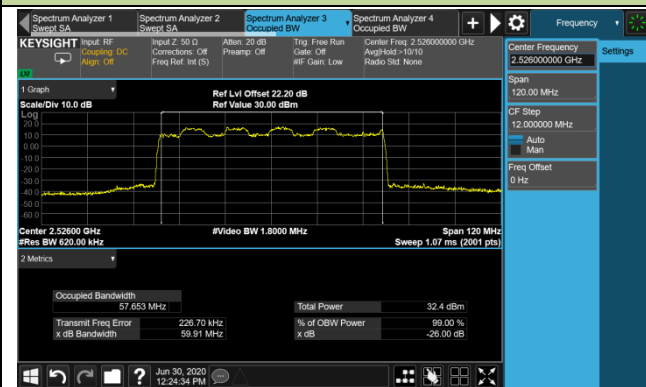 Spectrum Analyzer 1
Swept SA
Spectrum Analyzer 2
Swept SA
Spectrum Analyzer 3
Occupied BW
Spectrum Analyzer 4
Occupied BW
Frequency
KEYSIGHT
Input: RF
Coupling: DC
Align: Off
Input Z: 50 Ω
Corrections: Off
Freq Ref: Int (S)
Atten: 20 dB
Preamp: Off
Trig: Free Run
Gate: Off
#IF Gain: Low
Center Freq: 2.526000000 GHz
Avg|Hold:>10/10
Radio Std: None
LXI
1 Graph
Scale/Div 10.0 dB
Ref Lvl Offset 22.20 dB
Ref Value 30.00 dBm
Log
20.0
10.0
0.00
-10.0
-20.0
-30.0
-40.0
-50.0
-60.0
Center 2.52600 GHz
#Res BW 620.00 kHz
#Video BW 1.8000 MHz
Span 120 MHz
Sweep 1.07 ms (2001 pts)
2 Metrics
Occupied Bandwidth
57.653 MHz
Total Power 32.4 dBm
Transmit Freq Error 226.70 kHz
x dB Bandwidth 59.91 MHz
% of OBW Power 99.00 %
x dB -26.00 dB
Center Frequency
2.526000000 GHz
Settings
Span
120.00 MHz
CF Step
12.000000 MHz
Auto
Man
Freq Offset
0 Hz
?
Jun 30, 2020
12:24:34 PM